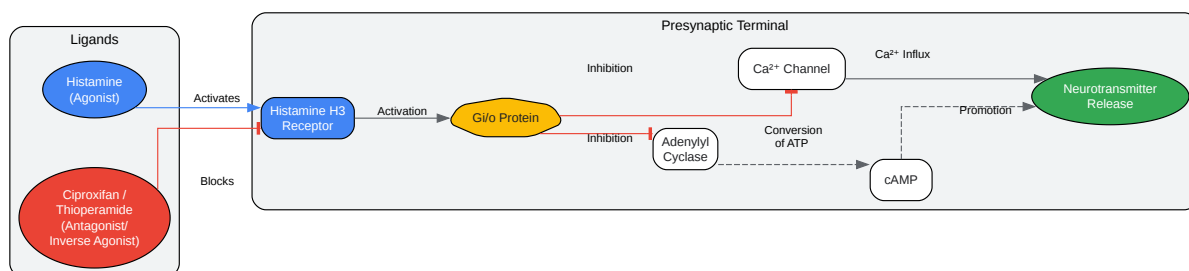 Ligands
Histamine
(Agonist)
Ciproxifan /
Thioperamide
(Antagonist/
Inverse Agonist)
Activates
Blocks
Presynaptic Terminal
Histamine H3
Receptor
Activation
Gi/o Protein
Inhibition
Inhibition
Ca²⁺ Channel
Adenylyl
Cyclase
Conversion
of ATP
Ca²⁺ Influx
cAMP
Promotion
Neurotransmitter
Release